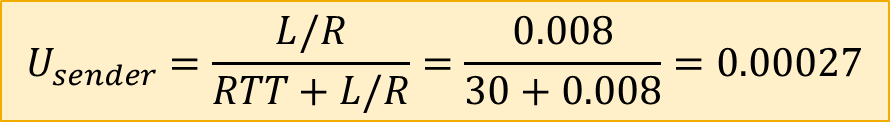 U_sender = (L/R)/(RTT + L/R) = 0.008/(30 + 0.008) = 0.00027